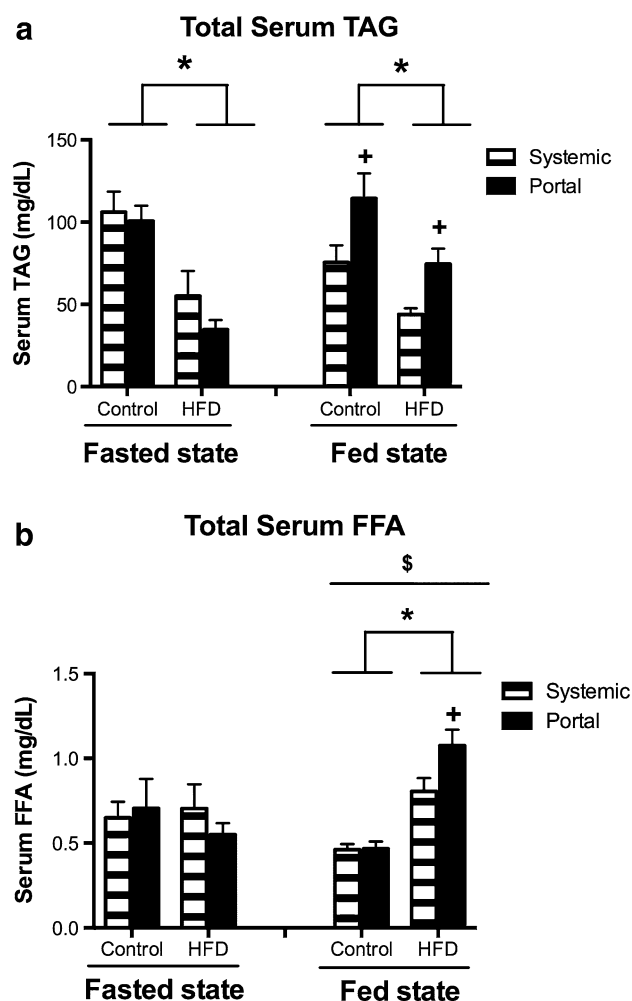 a
Total Serum TAG
*
*
150
100
50
0
Serum TAG (mg/dL)
+
+
Systemic
Portal
Control HFD Control HFD
Fasted state Fed state
b
Total Serum FFA
$
*
1.5
1.0
0.5
0.0
Serum FFA (mg/dL)
+
Systemic
Portal
Control HFD Control HFD
Fasted state Fed state